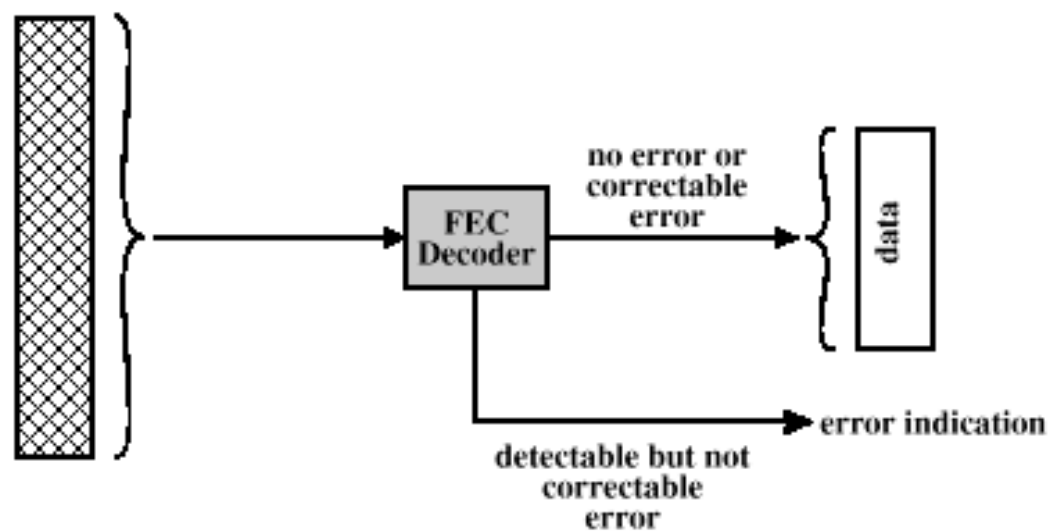 no error or
correctable
error
FEC
Decoder
data
error indication
detectable but not
correctable
error